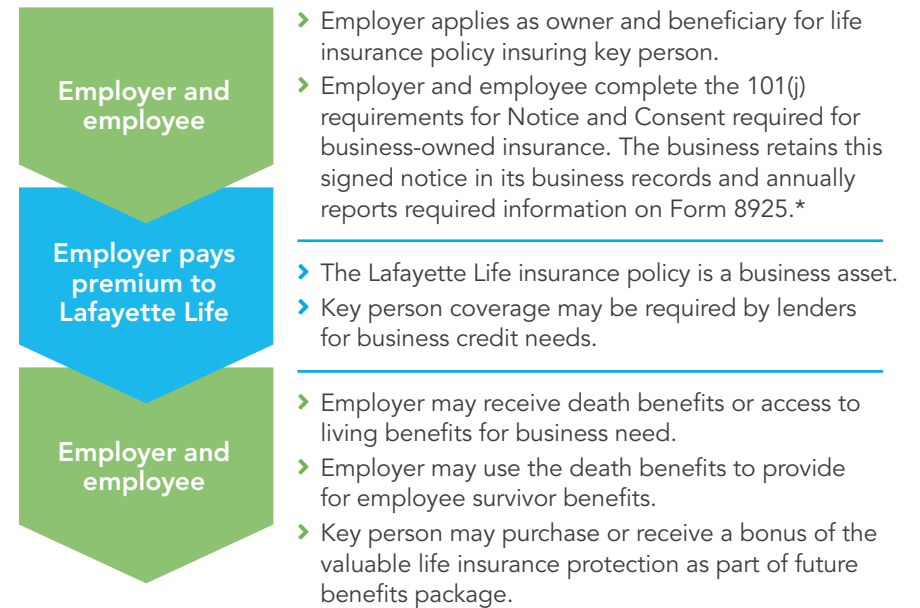 Employer and
employee
Employer applies as owner and beneficiary for life
insurance policy insuring key person.
Employer and employee complete the 101(j)
requirements for Notice and Consent required for
business-owned insurance. The business retains this
signed notice in its business records and annually
reports required information on Form 8925.*
Employer pays
premium to
Lafayette Life
The Lafayette Life insurance policy is a business asset.
Key person coverage may be required by lenders
for business credit needs.
Employer and
employee
Employer may receive death benefits or access to
living benefits for business need.
Employer may use the death benefits to provide
for employee survivor benefits.
Key person may purchase or receive a bonus of the
valuable life insurance protection as part of future
benefits package.